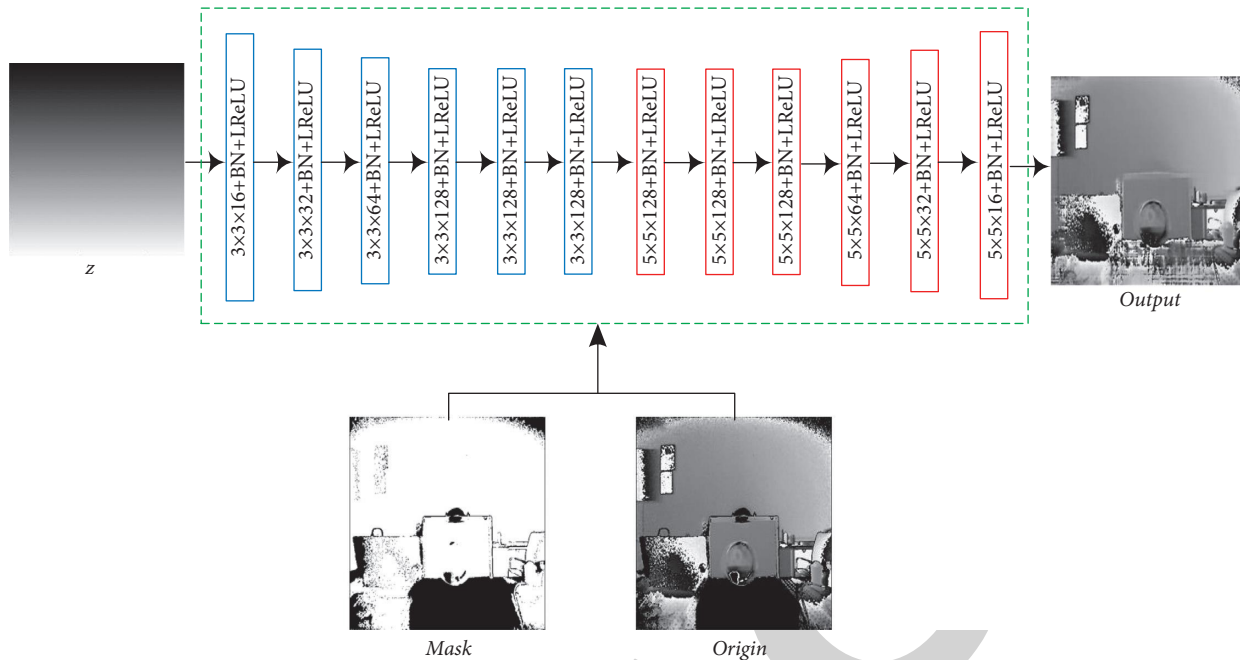 z
3×3×16+BN+LReLU
3×3×32+BN+LReLU
3×3×64+BN+LReLU
3×3×128+BN+LReLU
3×3×128+BN+LReLU
3×3×128+BN+LReLU
5×5×128+BN+LReLU
5×5×128+BN+LReLU
5×5×128+BN+LReLU
5×5×64+BN+LReLU
5×5×32+BN+LReLU
5×5×16+BN+LReLU
Output
Mask
Origin